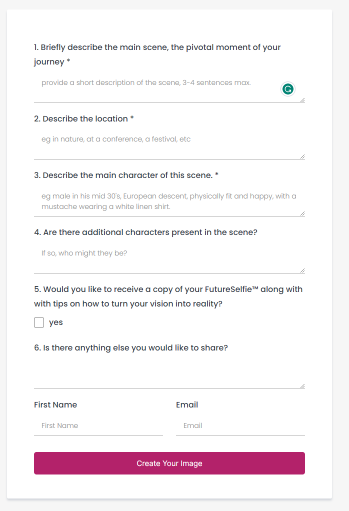 1. Briefly describe the main scene, the pivotal moment of your
journey *
provide a short description of the scene, 3-4 sentences max.
2. Describe the location *
eg in nature, at a conference, a festival, etc
3. Describe the main character of this scene. *
eg male in his mid 30's, European descent, physically fit and happy, with a
mustache wearing a white linen shirt.
4. Are there additional characters present in the scene?
if so, who might they be?
5. Would you like to receive a copy of your FutureSelfie™ along with
with tips on how to turn your vision into reality?
yes
6. Is there anything else you would like to share?
First Name Email
First Name Email
Create Your Image